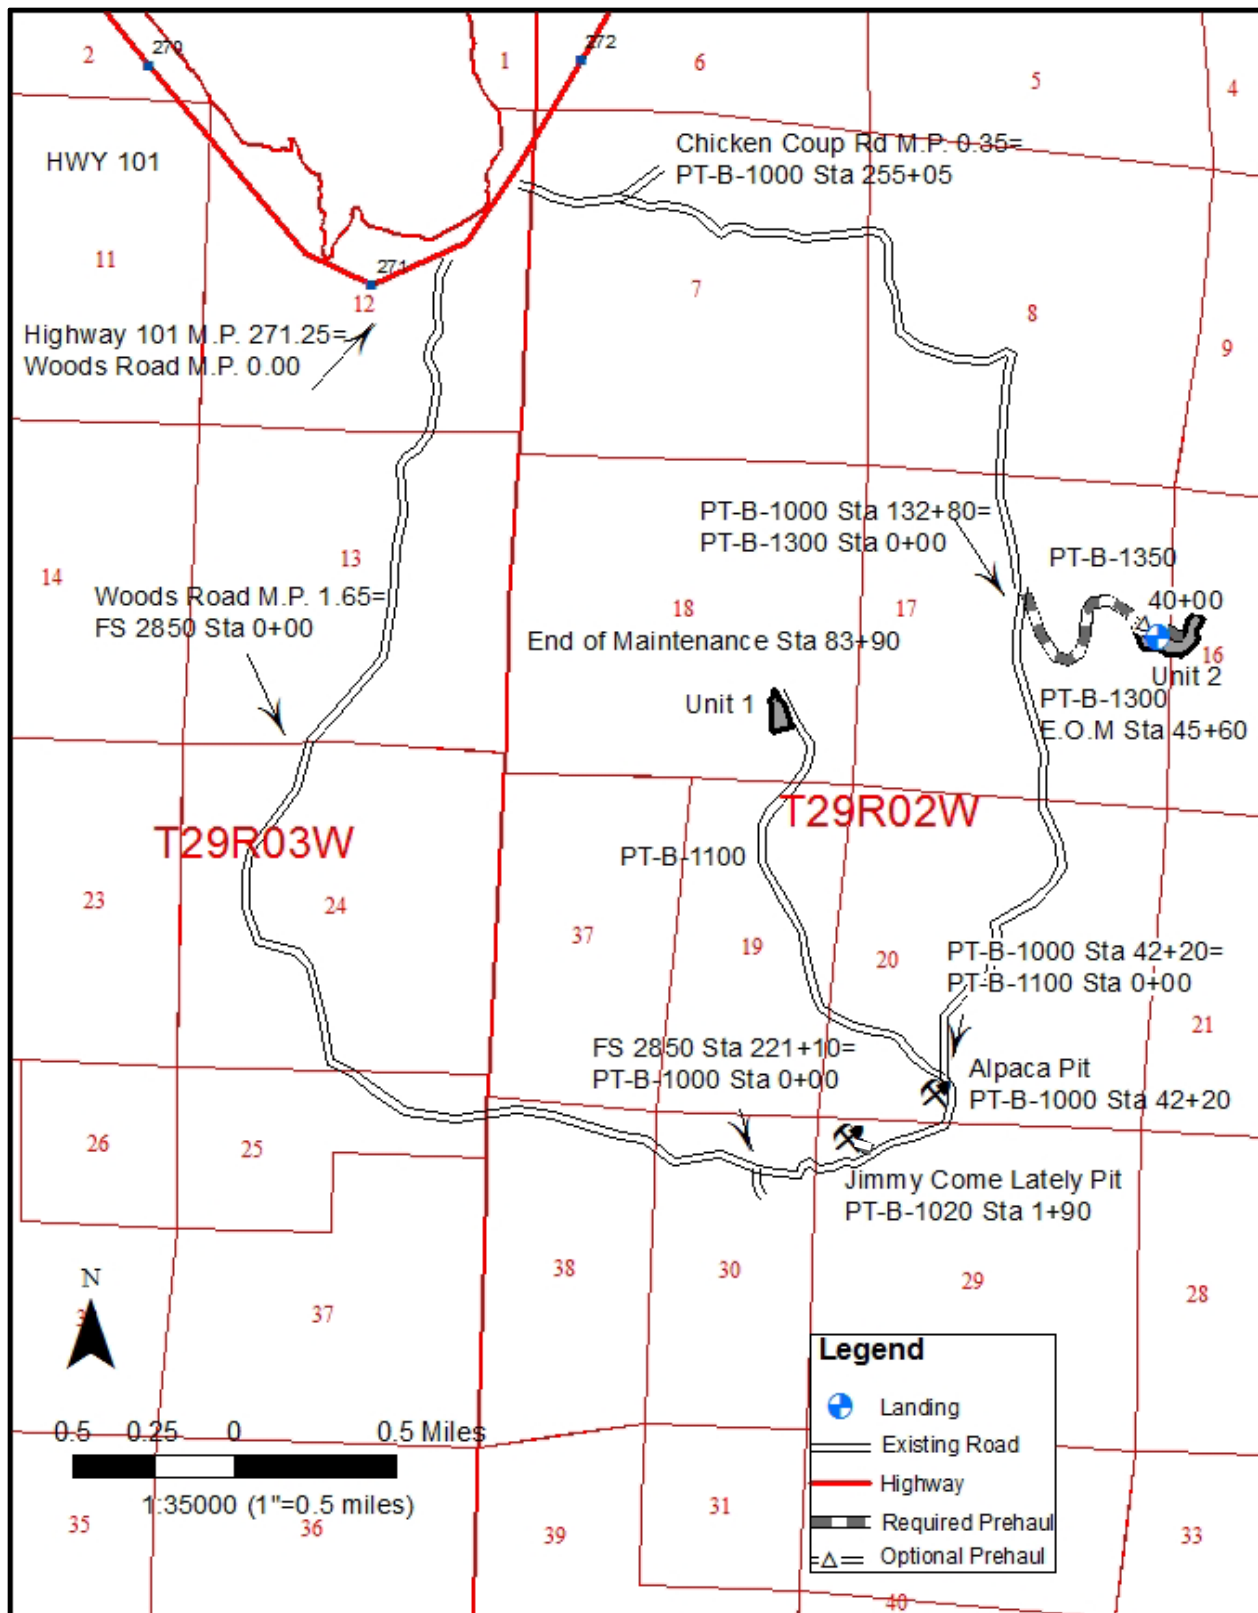 2
270
1
272
6
5
4
HWY 101
Chicken Coup Rd M.P. 0.35=
PT-B-1000 Sta 255+05
11
271
12
7
8
9
Highway 101 M.P. 271.25=
Woods Road M.P. 0.00
PT-B-1000 Sta 132+80=
PT-B-1300 Sta 0+00
13
14
PT-B-1350
40+00
Woods Road M.P. 1.65=
FS 2850 Sta 0+00
18
17
End of Maintenance Sta 83+90
16
Unit 2
Unit 1
PT-B-1300
E.O.M Sta 45+60
T29R03W
T29R02W
PT-B-1100
23
24
37
19
20
PT-B-1000 Sta 42+20=
PT-B-1100 Sta 0+00
21
FS 2850 Sta 221+10=
PT-B-1000 Sta 0+00
Alpaca Pit
PT-B-1000 Sta 42+20
26
25
Jimmy Come Lately Pit
PT-B-1020 Sta 1+90
38
30
29
28
N
37
Legend
Landing
Existing Road
Highway
Required Prehaul
Optional Prehaul
0.5 0.25 0 0.5 Miles
1:35000 (1"=0.5 miles)
35
36
39
31
33
40